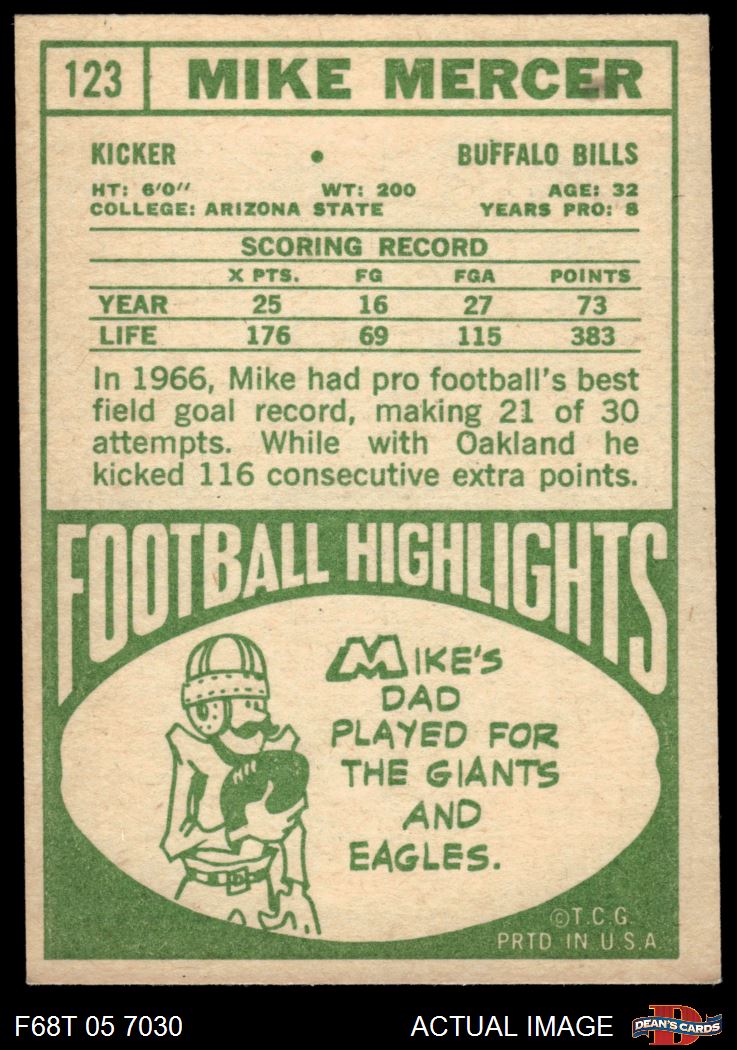 123 MIKE MERCER
KICKER • BUFFALO BILLS
HT: 6'0" WT: 200 AGE: 32
COLLEGE: ARIZONA STATE YEARS PRO: 8
SCORING RECORD
X PTS. FG FGA POINTS
YEAR 25 16 27 73
LIFE 176 69 115 383
In 1966, Mike had pro football's best
field goal record, making 21 of 30
attempts. While with Oakland he
kicked 116 consecutive extra points.
FOOTBALL HIGHLIGHTS
MIKE'S
DAD
PLAYED FOR
THE GIANTS
AND
EAGLES.
©T.C.G.
PRTD IN U.S.A.
F68T 05 7030 ACTUAL IMAGE DEAN'S CARDS